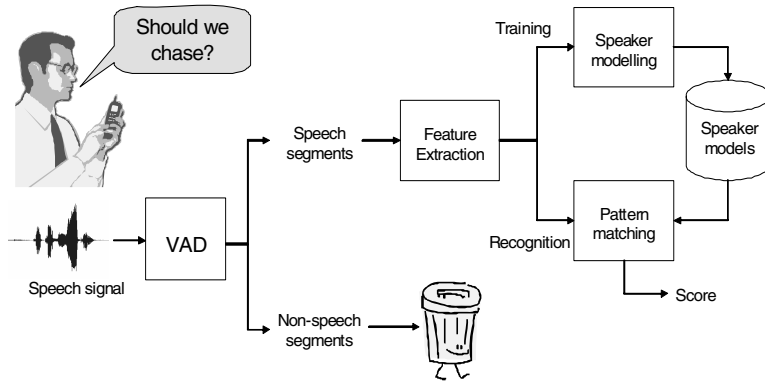 Should we
chase?
Training
Speaker
modelling
Speech
segments
Feature
Extraction
Speaker
models
VAD
Recognition
Pattern
matching
Speech signal
Score
Non-speech
segments